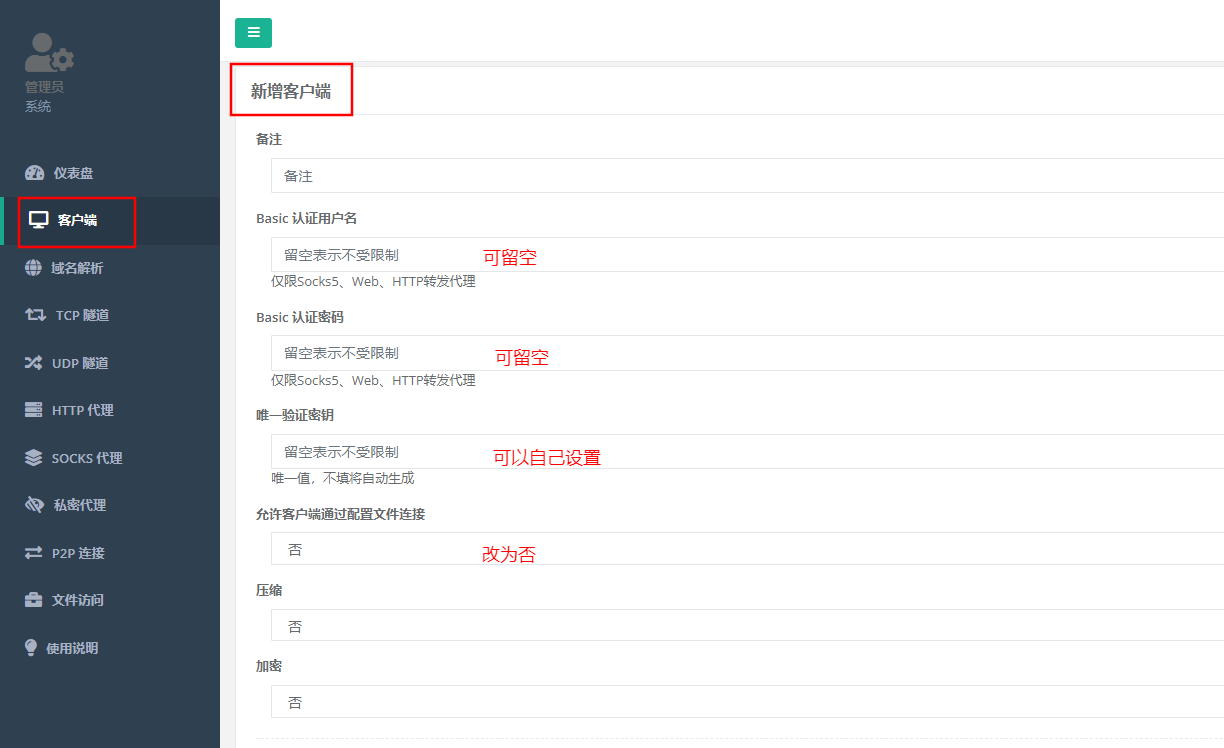 管理员
系统
仪表盘
客户端
域名解析
TCP 隧道
UDP 隧道
HTTP 代理
SOCKS 代理
私密代理
P2P 连接
文件访问
使用说明
新增客户端
备注
备注
Basic 认证用户名
留空表示不受限制 可留空
仅限Socks5、Web、HTTP转发代理
Basic 认证密码
留空表示不受限制 可留空
仅限Socks5、Web、HTTP转发代理
唯一验证密钥
留空表示不受限制 可以自己设置
唯一值，不填将自动生成
允许客户端通过配置文件连接
否 改为否
压缩
否
加密
否